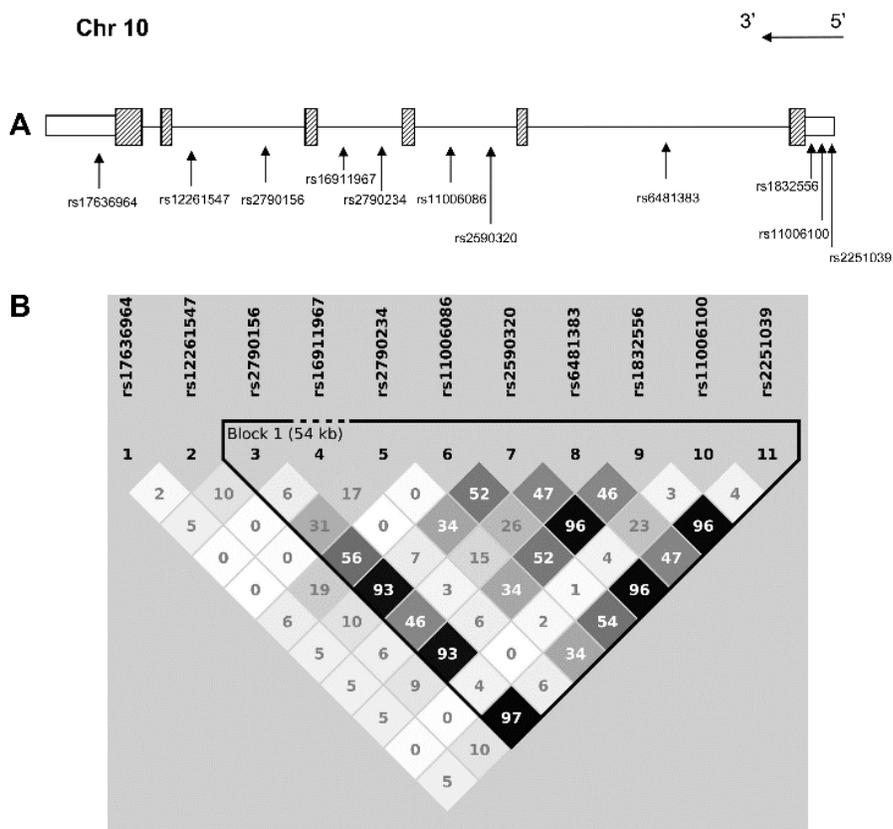 Chr 10
3' 5'
A
rs17636964
rs12261547
rs2790156
rs16911967
rs2790234
rs11006086
rs2590320
rs6481383
rs1832556
rs11006100
rs2251039
B
rs17636964
rs12261547
rs2790156
rs16911967
rs2790234
rs11006086
rs2590320
rs6481383
rs1832556
rs11006100
rs2251039
Block 1 (54 kb)
1 2 3 4 5 6 7 8 9 10 11
2 10 6 17 0 52 47 46 3 4
5 0 31 0 34 26 96 23 96
0 0 56 7 15 52 4 47
0 19 93 3 34 1 96
6 10 46 6 2 54
5 6 93 0 34
5 9 4 6
5 0 97
0 10
5